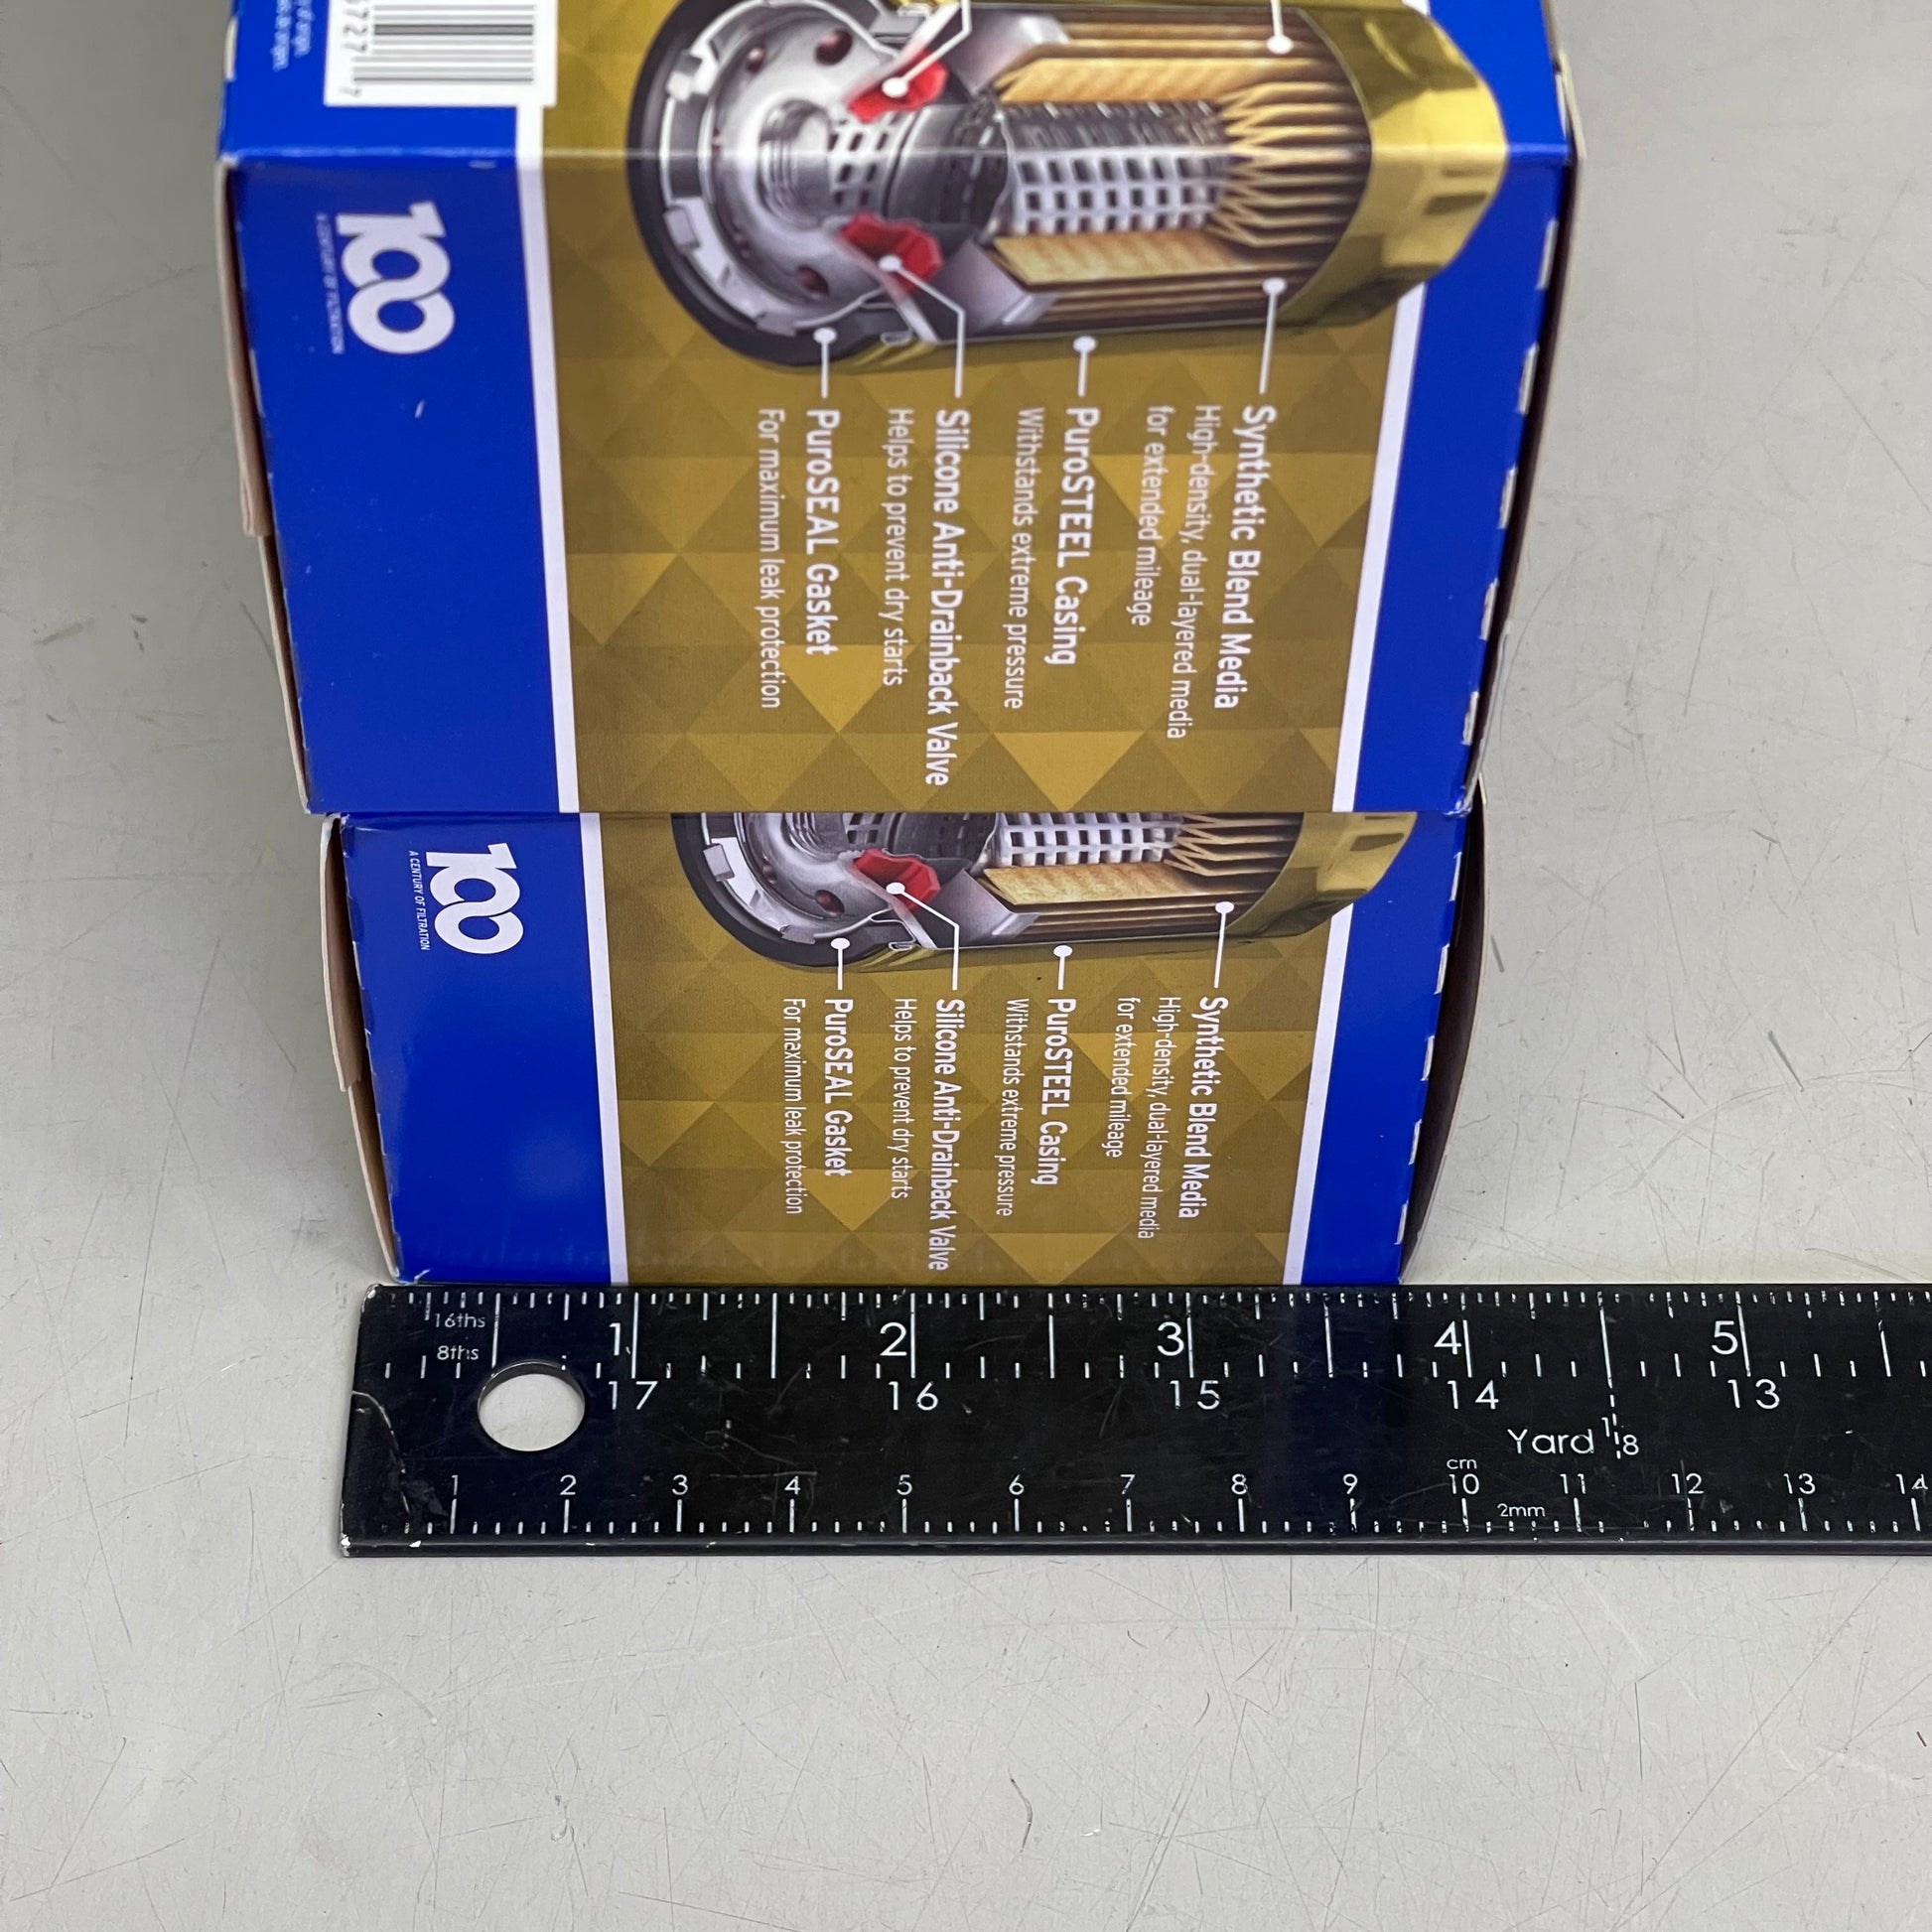 727
7
100
A CENTURY OF FILTRATION
Synthetic Blend Media
High-density, dual-layered media
for extended mileage
PuroSTEEL Casing
Withstands extreme pressure
Silicone Anti-Drainback Valve
Helps to prevent dry starts
PuroSEAL Gasket
For maximum leak protection
100
A CENTURY OF FILTRATION
Synthetic Blend Media
High-density, dual-layered media
for extended mileage
PuroSTEEL Casing
Withstands extreme pressure
Silicone Anti-Drainback Valve
Helps to prevent dry starts
PuroSEAL Gasket
For maximum leak protection
16ths
8ths
1 2 3 4 5
17 16 15 14 13
Yard 1/8
cm
1 2 3 4 5 6 7 8 9 10 11 12 13 14
2mm